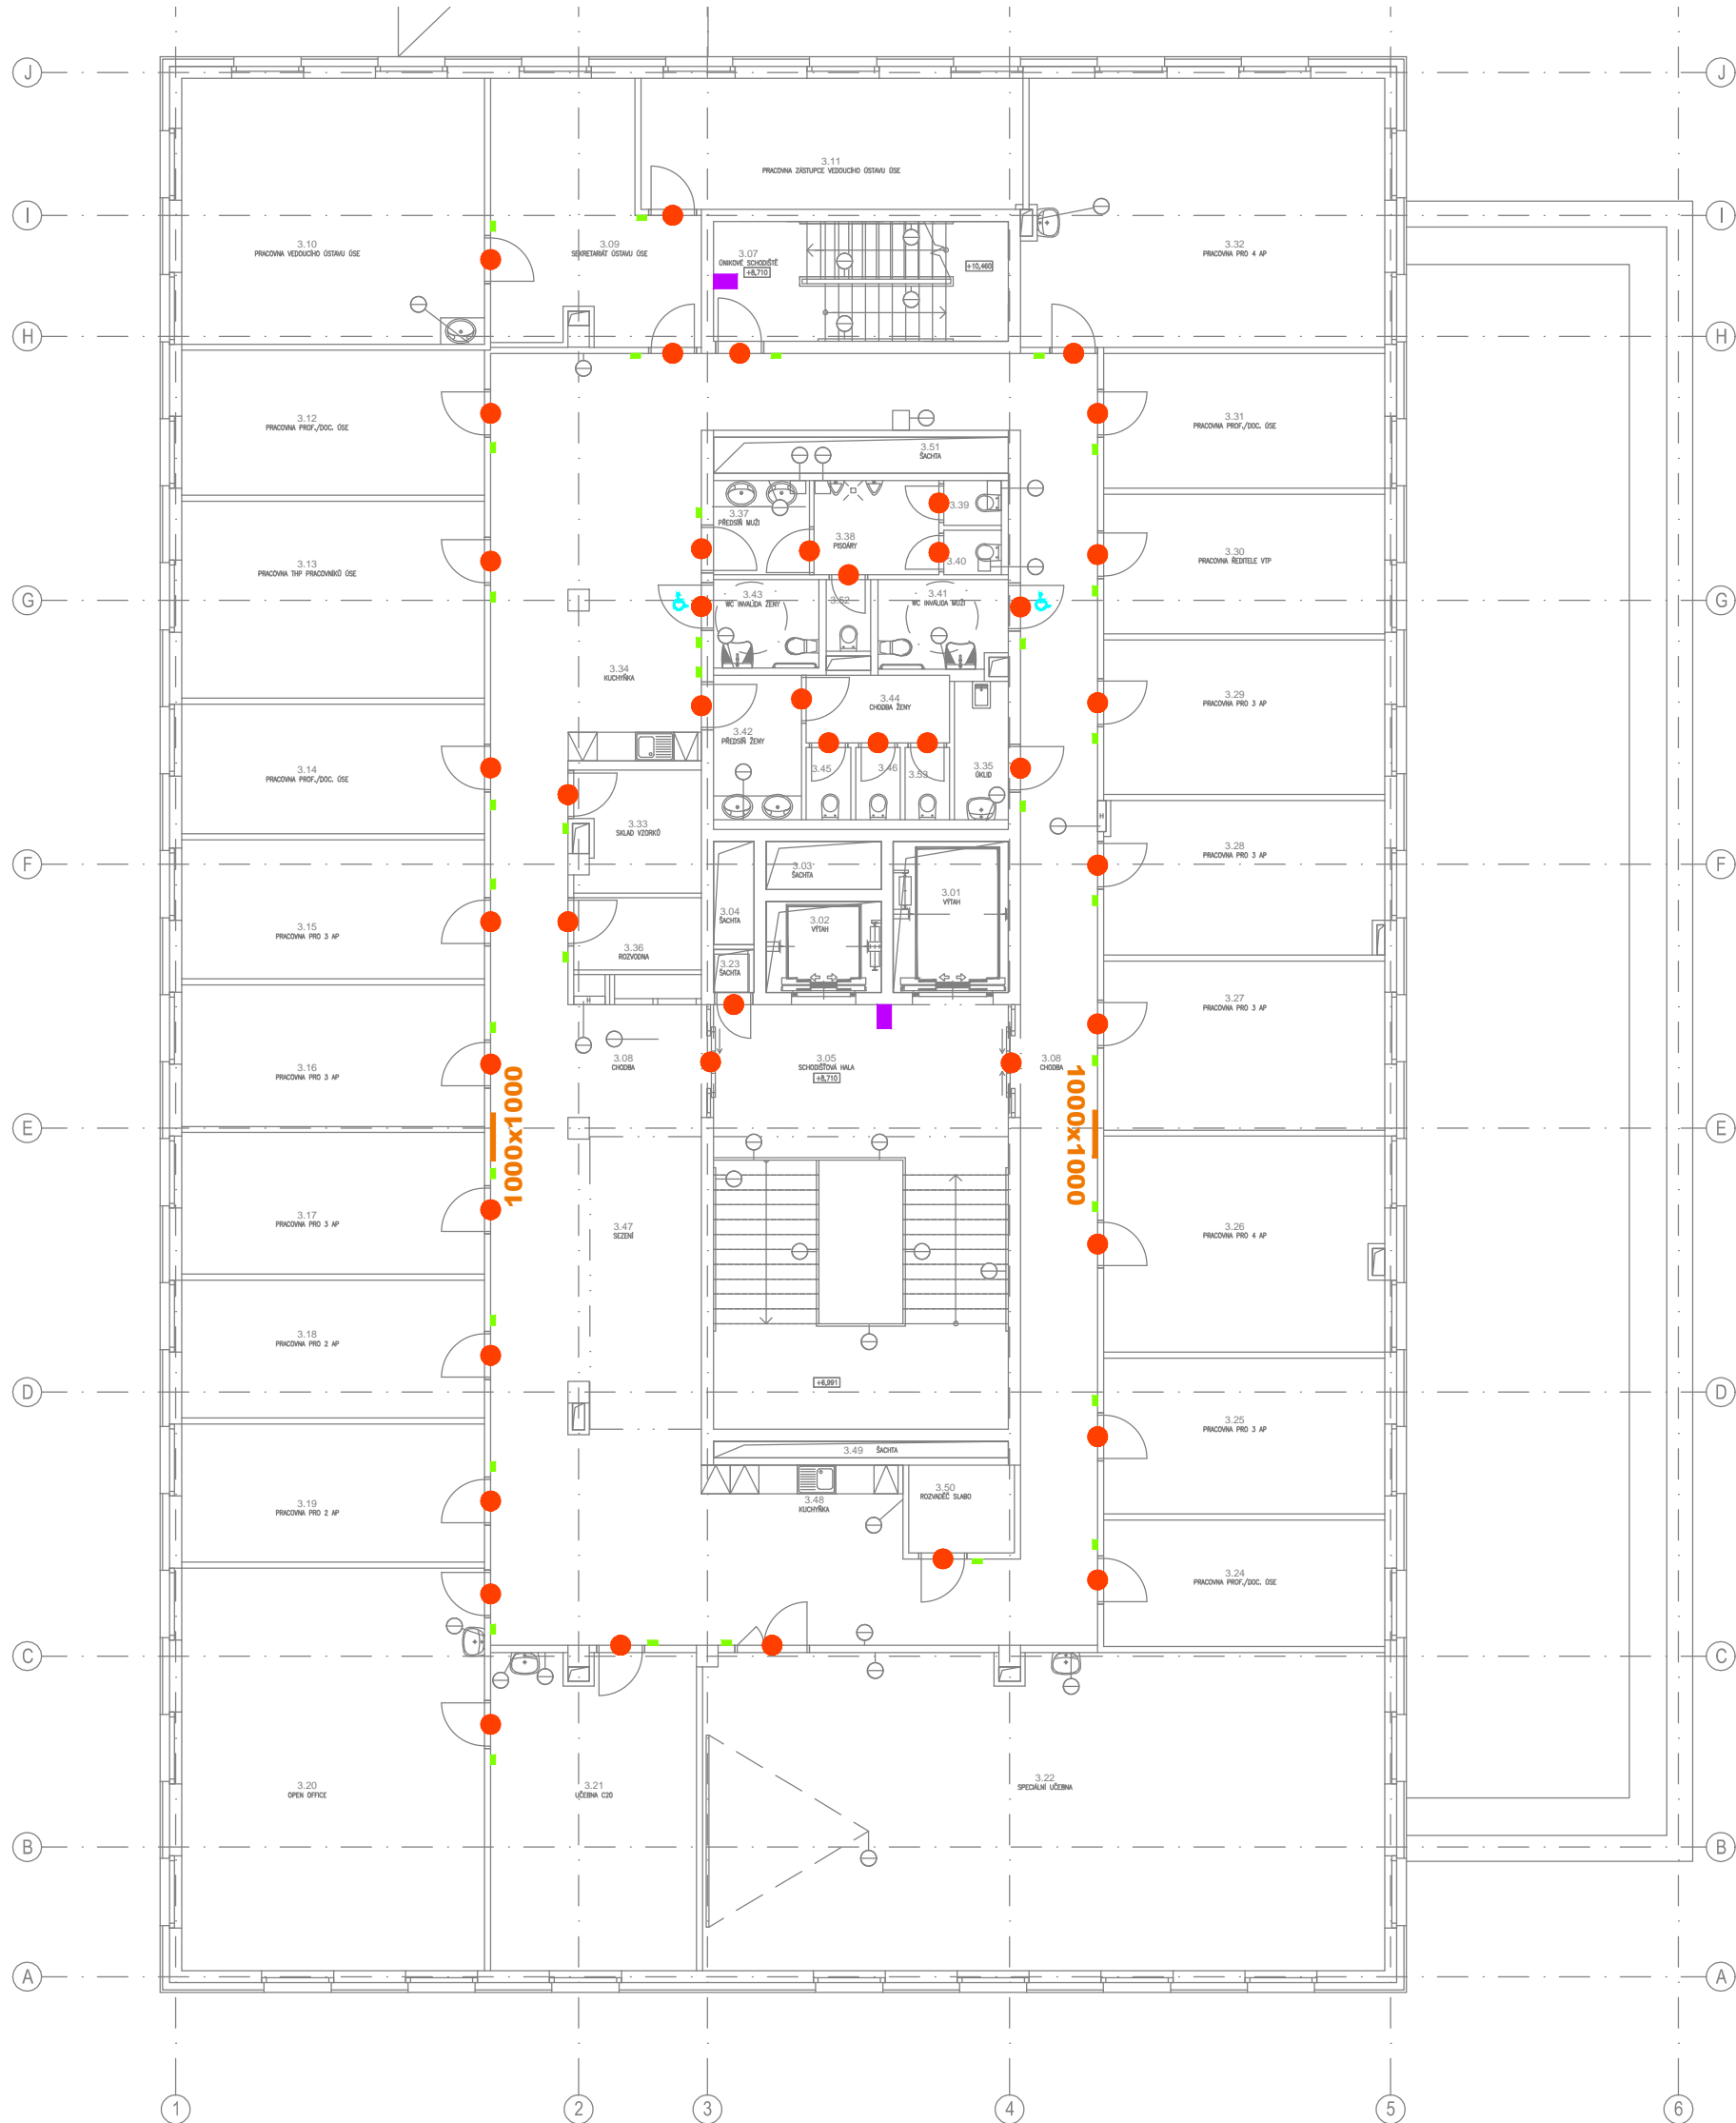 J
J
3.11
PRACOVNA ZÁSTUPCE VEDOUCÍHO ÚSTAVU ÚSE
I
I
3.10
PRACOVNA VEDOUCÍHO ÚSTAVU ÚSE
3.09
SEKRETARIÁT ÚSTAVU ÚSE
3.07
ÚNIKOVÉ SCHODIŠTĚ
+8,710
+10,460
3.32
PRACOVNA PRO 4 AP
H
H
3.12
PRACOVNA PROF./DOC. ÚSE
3.31
PRACOVNA PROF./DOC. ÚSE
3.51
ŠACHTA
3.37
PŘEDSÍŇ MUŽI
3.39
3.38
PISOÁRY
3.40
3.13
PRACOVNA THP PRACOVNÍKŮ ÚSE
3.30
PRACOVNA ŘEDITELE VTP
G
G
3.43
WC INVALIDA ŽENY
3.52
3.41
WC INVALIDA MUŽI
3.34
KUCHYŇKA
3.44
CHODBA ŽENY
3.29
PRACOVNA PRO 3 AP
3.42
PŘEDSÍŇ ŽENY
3.45
3.46
3.53
3.35
ÚKLID
3.14
PRACOVNA PROF./DOC. ÚSE
3.33
SKLAD VZORKŮ
H
3.28
PRACOVNA PRO 3 AP
F
F
3.03
ŠACHTA
3.01
VÝTAH
3.04
ŠACHTA
3.02
VÝTAH
3.15
PRACOVNA PRO 3 AP
3.36
ROZVODNA
3.23
ŠACHTA
3.27
PRACOVNA PRO 3 AP
H
3.16
PRACOVNA PRO 3 AP
3.08
CHODBA
3.05
SCHODIŠŤOVÁ HALA
+8,710
3.08
CHODBA
1000x1000
1000x1000
E
E
3.17
PRACOVNA PRO 3 AP
3.47
SEZENÍ
3.26
PRACOVNA PRO 4 AP
3.18
PRACOVNA PRO 2 AP
D
D
+6,991
3.25
PRACOVNA PRO 3 AP
3.49 ŠACHTA
3.19
PRACOVNA PRO 2 AP
3.48
KUCHYŇKA
3.50
ROZVADĚČ SLABO
3.24
PRACOVNA PROF./DOC. ÚSE
C
C
3.20
OPEN OFFICE
3.21
UČEBNA C20
3.22
SPECIÁLNÍ UČEBNA
B
B
A
A
1
2
3
4
5
6